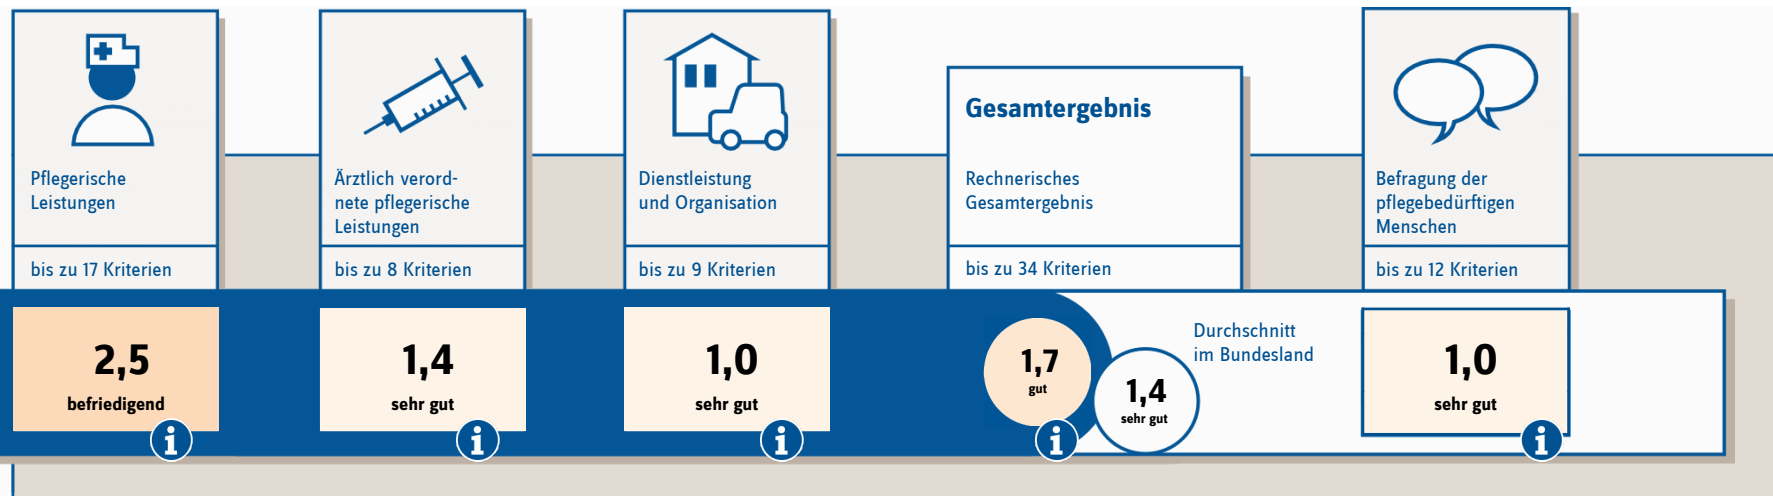 Pflegerische
Leistungen
bis zu 17 Kriterien
2,5
befriedigend
i
Ärztlich verord-
nete pflegerische
Leistungen
bis zu 8 Kriterien
1,4
sehr gut
i
Dienstleistung
und Organisation
bis zu 9 Kriterien
1,0
sehr gut
i
Gesamtergebnis
Rechnerisches
Gesamtergebnis
bis zu 34 Kriterien
1,7
gut
i
1,4
sehr gut
Durchschnitt
im Bundesland
Befragung der
pflegebedürftigen
Menschen
bis zu 12 Kriterien
1,0
sehr gut
i